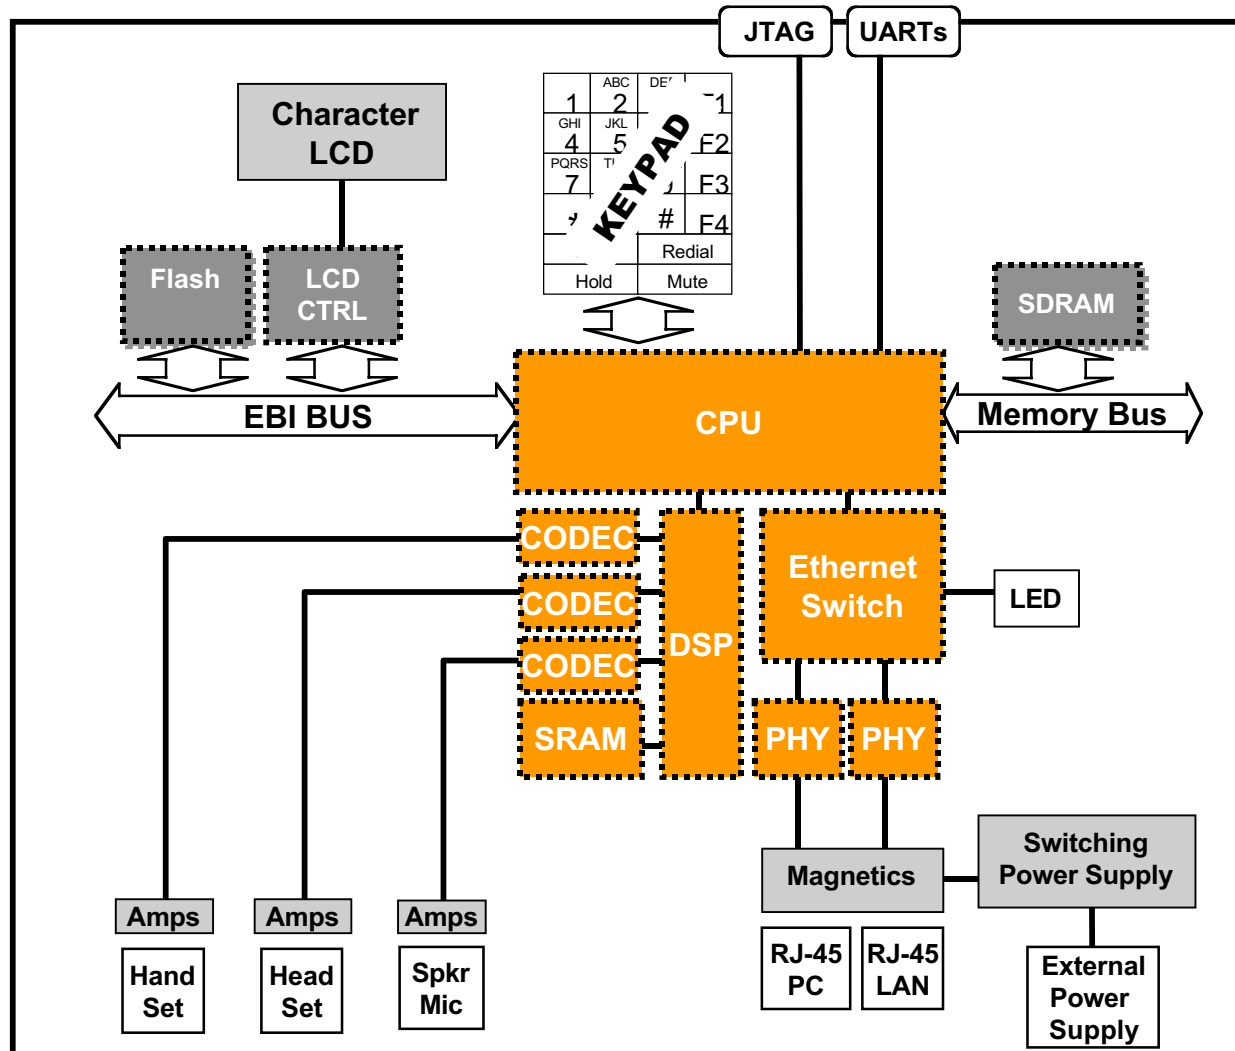 JTAG
UARTs
Character
LCD
ABC
1
2
GHI
JKL
4
5
F2
PQRS
7
F3
#
F4
KEYPAD
Redial
Hold
Mute
Flash
LCD
CTRL
SDRAM
EBI BUS
CPU
Memory Bus
CODEC
CODEC
CODEC
SRAM
DSP
Ethernet
Switch
LED
PHY
PHY
Magnetics
Switching
Power Supply
Amps
Amps
Amps
Hand
Set
Head
Set
Spkr
Mic
RJ-45
PC
RJ-45
LAN
External
Power
Supply